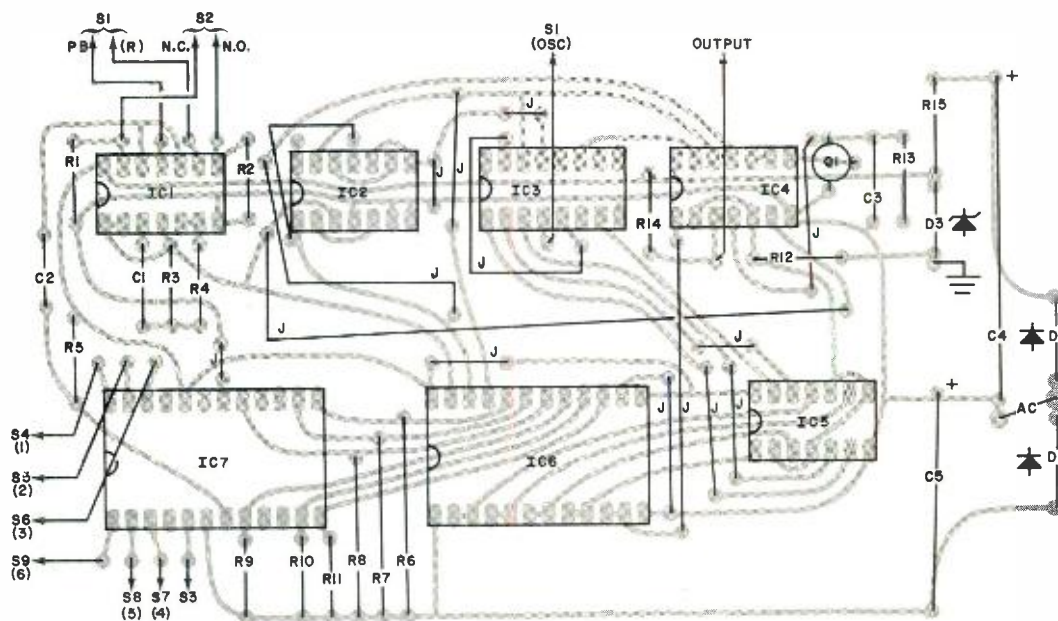 S1 S2
PB (R) N.C. N.O.
S1
(OSC)
OUTPUT
+
R15
R1
IC1
R2
J
IC2
J
J
IC3
R14
IC4
Q1
C3
R13
D3
J
R12
C2
C1
R3
R4
J
J
R5
J
J
J
C4
D
+
AC
S4
(1)
S5
(2)
S6
(3)
S9
(6)
IC7
R6
IC6
J
J
J
J
IC5
C5
D
R9
R10
R11
R8
R7
S8
(5)
S7
(4)
S3